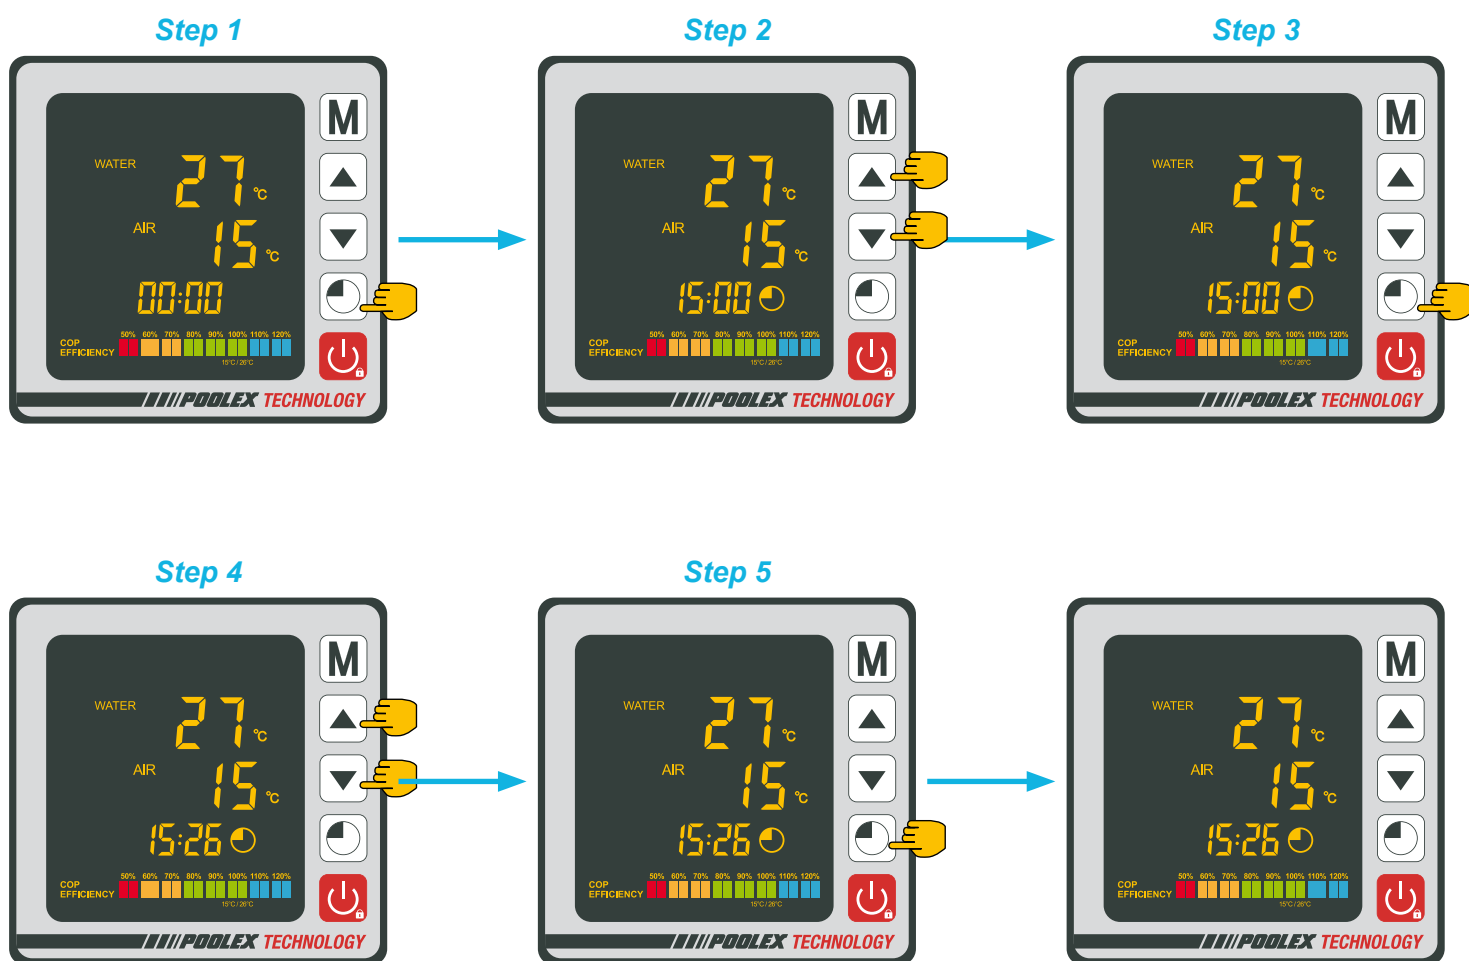 Step 1
Step 2
Step 3
M
WATER 27 °C
AIR 15 °C
00:00
50% 60% 70% 80% 90% 100% 110% 120%
COP
EFFICIENCY
15°C / 26°C
POOLEX TECHNOLOGY
M
WATER 27 °C
AIR 15 °C
15:00
50% 60% 70% 80% 90% 100% 110% 120%
COP
EFFICIENCY
15°C / 26°C
POOLEX TECHNOLOGY
M
WATER 27 °C
AIR 15 °C
15:00
50% 60% 70% 80% 90% 100% 110% 120%
COP
EFFICIENCY
15°C / 26°C
POOLEX TECHNOLOGY
Step 4
Step 5
M
WATER 27 °C
AIR 15 °C
15:26
50% 60% 70% 80% 90% 100% 110% 120%
COP
EFFICIENCY
15°C / 26°C
POOLEX TECHNOLOGY
M
WATER 27 °C
AIR 15 °C
15:26
50% 60% 70% 80% 90% 100% 110% 120%
COP
EFFICIENCY
15°C / 26°C
POOLEX TECHNOLOGY
M
WATER 27 °C
AIR 15 °C
15:26
50% 60% 70% 80% 90% 100% 110% 120%
COP
EFFICIENCY
15°C / 26°C
POOLEX TECHNOLOGY